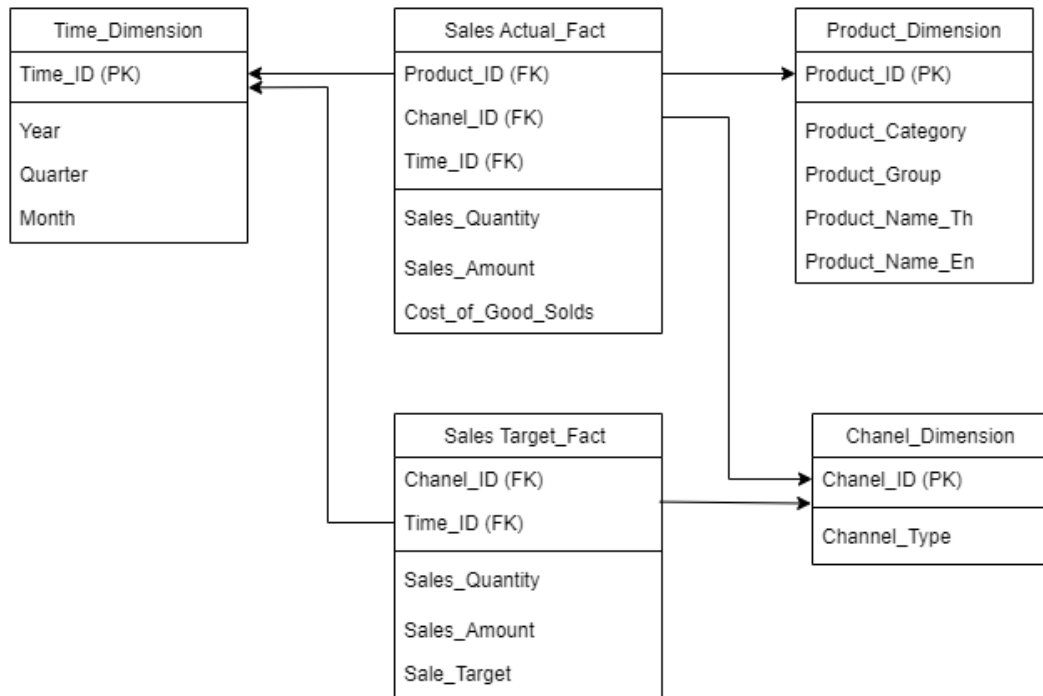 Time_Dimension
Time_ID (PK)
Year
Quarter
Month
Sales Actual_Fact
Product_ID (FK)
Chanel_ID (FK)
Time_ID (FK)
Sales_Quantity
Sales_Amount
Cost_of_Good_Solds
Product_Dimension
Product_ID (PK)
Product_Category
Product_Group
Product_Name_Th
Product_Name_En
Sales Target_Fact
Chanel_ID (FK)
Time_ID (FK)
Sales_Quantity
Sales_Amount
Sale_Target
Chanel_Dimension
Chanel_ID (PK)
Channel_Type